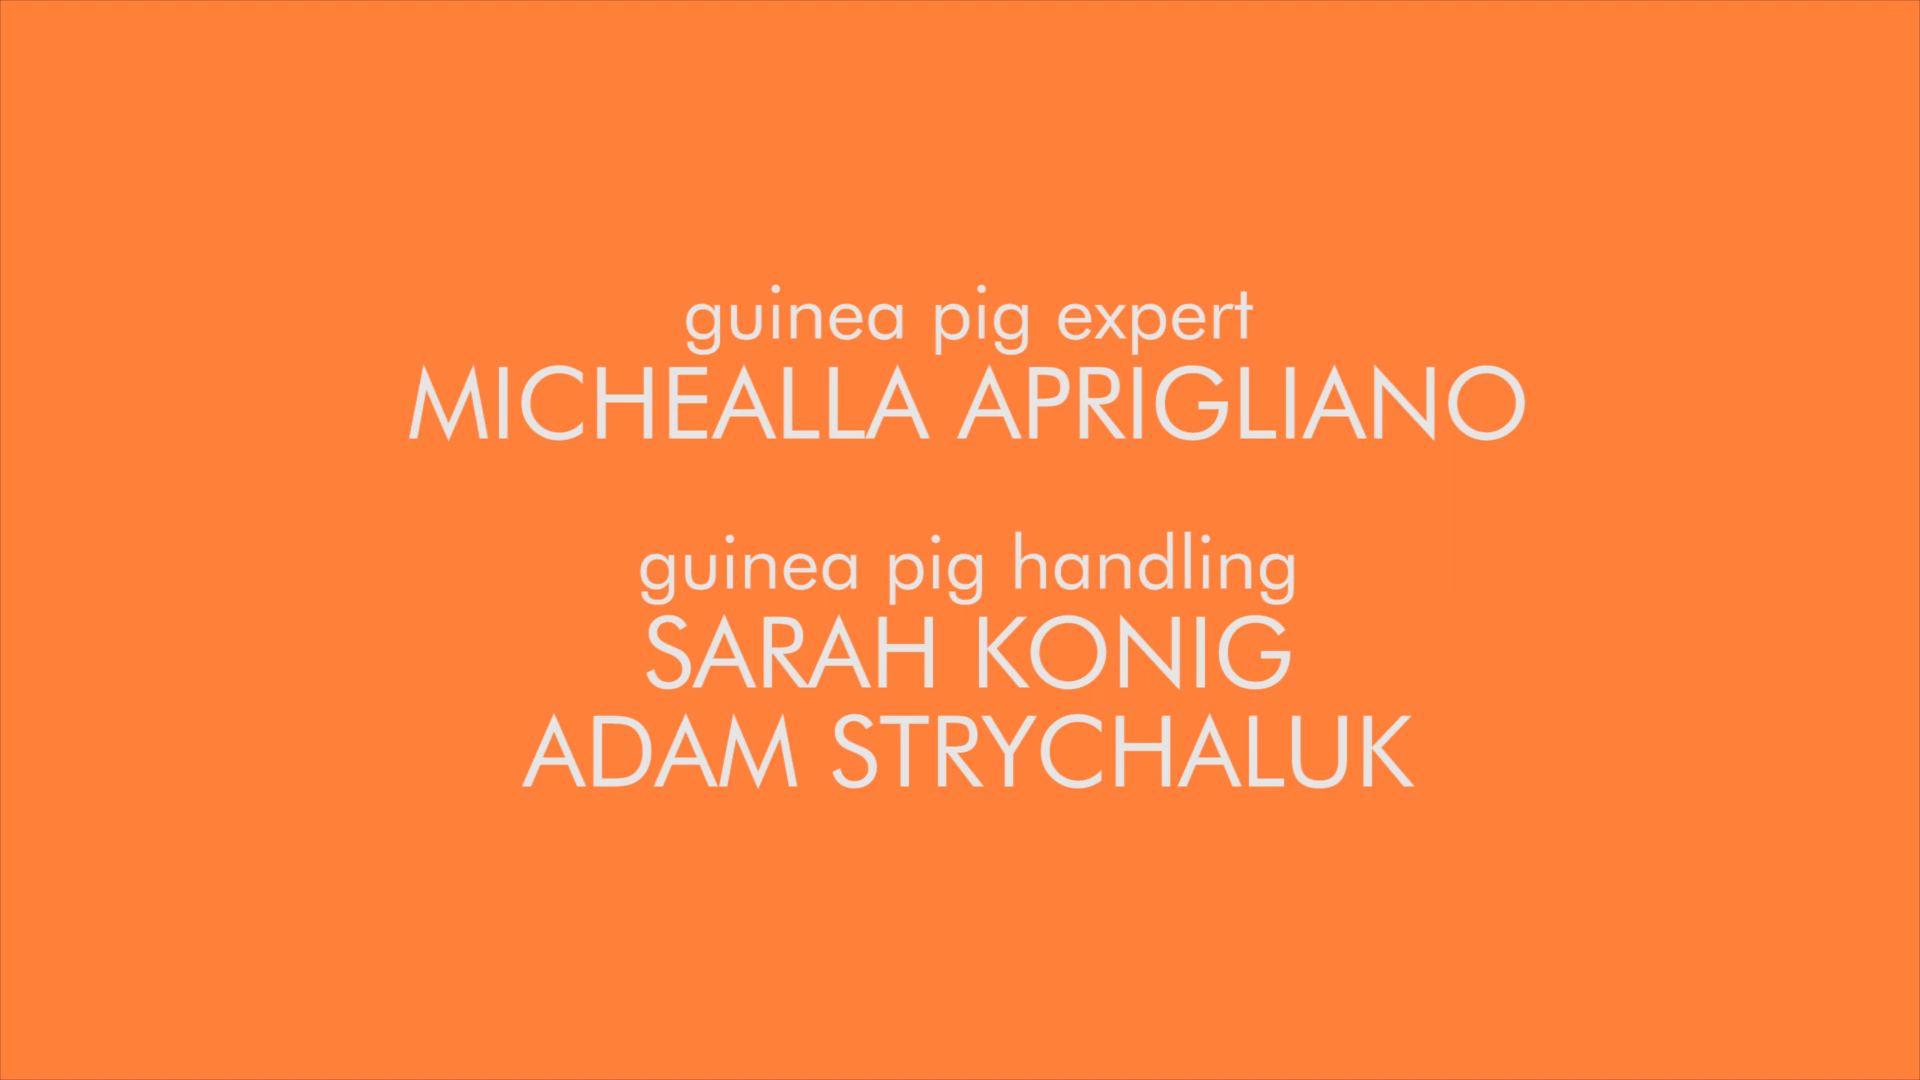 guinea pig expert
MICHEALLA APRIGLIANO
guinea pig handling
SARAH KONIG
ADAM STRYCHALUK